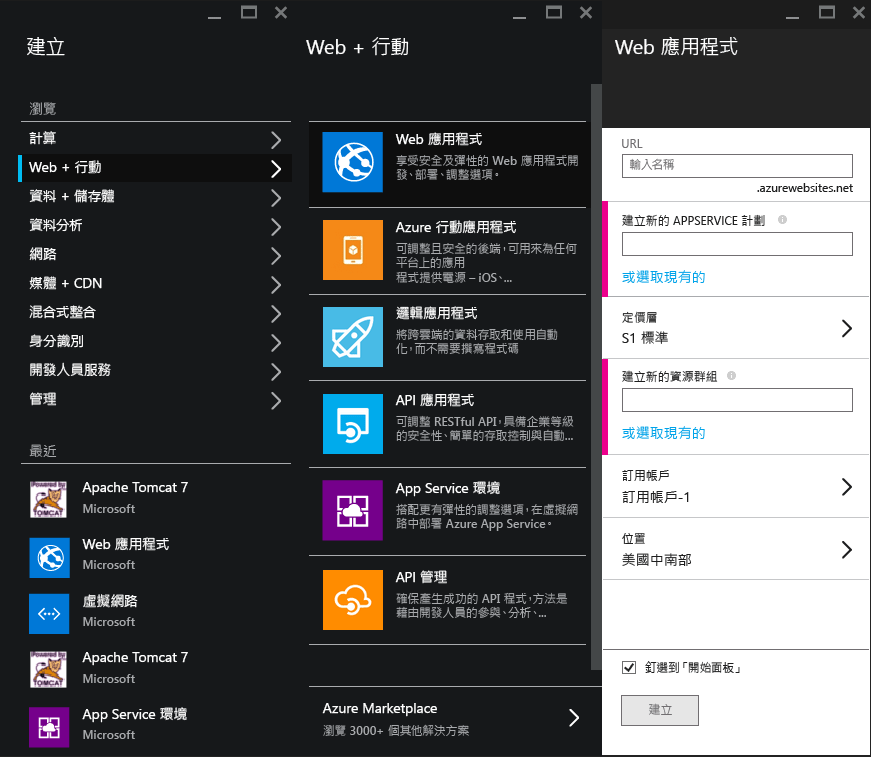 建立
瀏覽
計算
Web + 行動
資料 + 儲存體
資料分析
網路
媒體 + CDN
混合式整合
身分識別
開發人員服務
管理
最近
Powered by
TOMCAT
Apache Tomcat 7
Microsoft
Web 應用程式
Microsoft
虛擬網路
Microsoft
Powered by
TOMCAT
Apache Tomcat 7
Microsoft
App Service 環境
Microsoft
Web + 行動
Web 應用程式
享受安全及彈性的 Web 應用程式開
發、部署、調整選項。
Azure 行動應用程式
可調整且安全的後端，可用來為任何
平台上的應用
程式提供電源 – iOS、...
邏輯應用程式
將跨雲端的資料存取和使用自動
化，而不需要撰寫程式碼
API 應用程式
可調整 RESTful API，具備企業等級
的安全性、簡單的存取控制與自動...
App Service 環境
搭配更有彈性的調整選項，在虛擬網
路中部署 Azure App Service。
API 管理
確保產生成功的 API 程式，方法是
藉由開發人員的參與、分析、...
Azure Marketplace
瀏覽 3000+ 個其他解決方案
Web 應用程式
URL
輸入名稱
.azurewebsites.net
建立新的 APPSERVICE 計劃
或選取現有的
定價層
S1 標準
建立新的資源群組
或選取現有的
訂用帳戶
訂用帳戶-1
位置
美國中南部
釘選到「開始面板」
建立